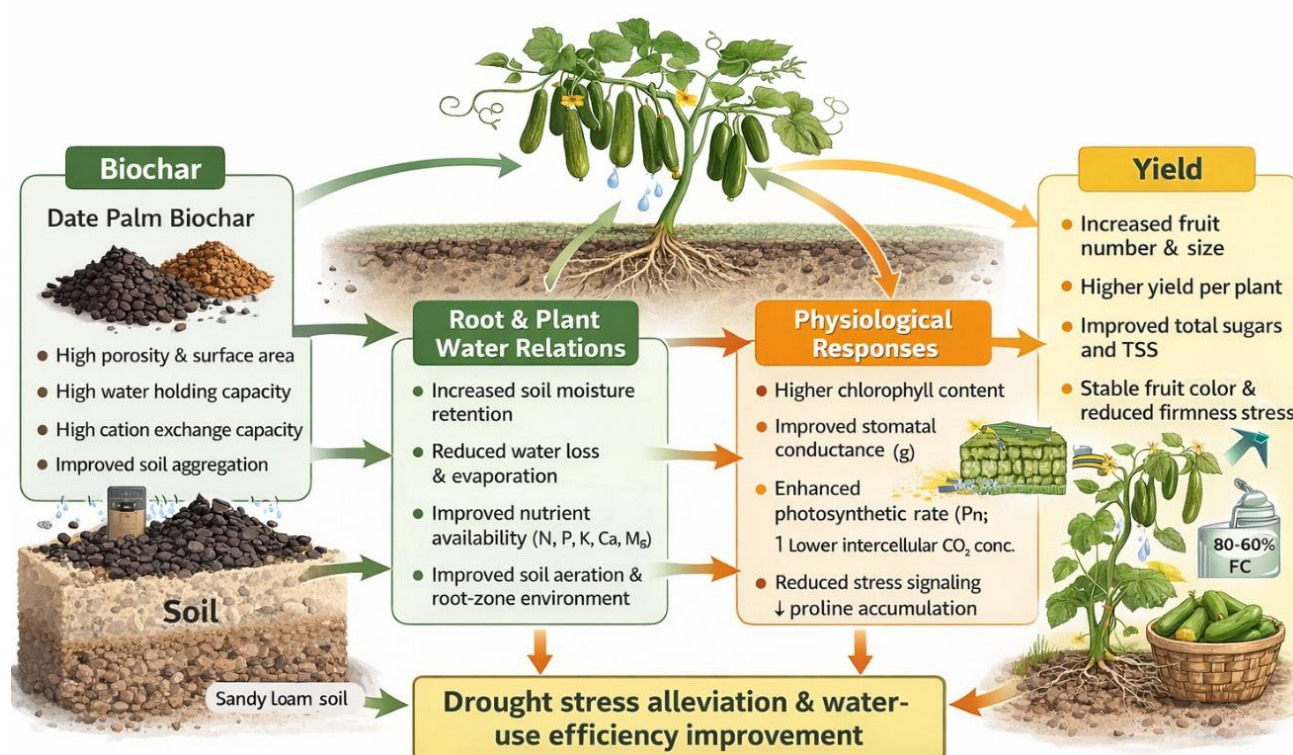 Biochar
Date Palm Biochar
High porosity & surface area
High water holding capacity
High cation exchange capacity
Improved soil aggregation
Soil
Sandy Loam soil
Root & Plant
Water Relations
Increased soil moisture
retention
Reduced water loss
& evaporation
Improved nutrient
availability (N, P, K, Ca, Mg)
Improved soil aeration &
root-zone environment
Physiological
Responses
Higher chlorophyll content
Improved stomatal
conductance (g)
Enhanced
photosynthetic rate (Pn;
1 Lower intercellular CO₂ conc.
Reduced stress signaling
↓ proline accumulation
Yield
Increased fruit
number & size
Higher yield per plant
Improved total sugars
and TSS
Stable fruit color &
reduced firmness stress
80-60%
FC
Drought stress alleviation & water-
use efficiency improvement